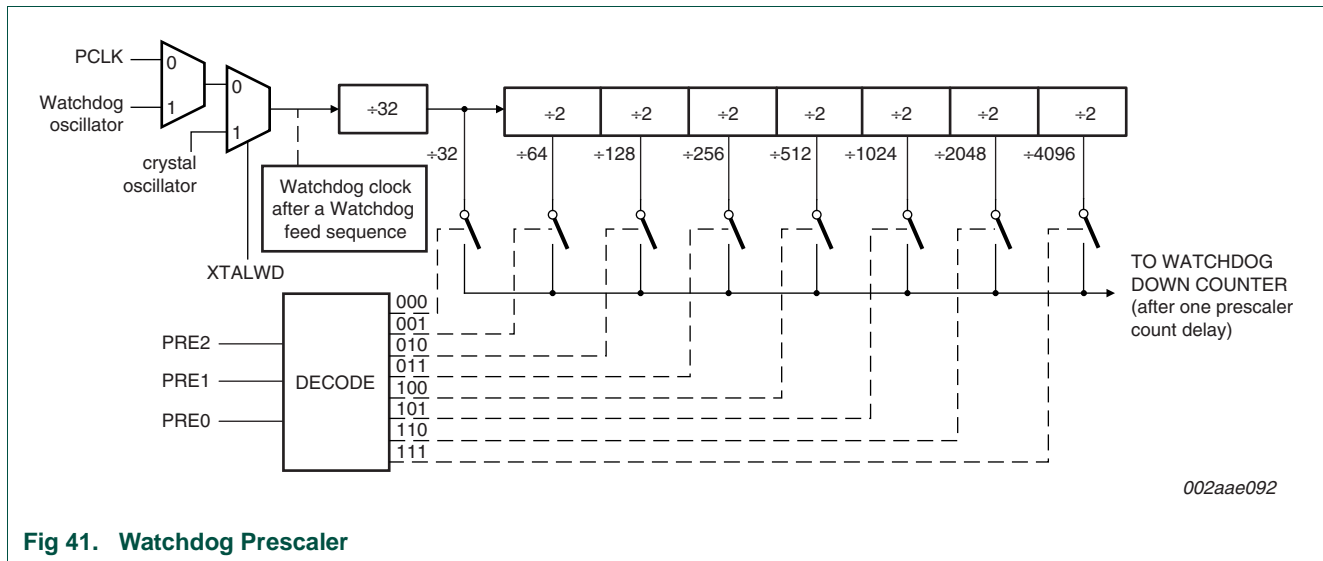 PCLK
0
Watchdog
oscillator
1
0
1
crystal
oscillator
÷32
÷2
÷2
÷2
÷2
÷2
÷2
÷2
÷32
÷64
÷128
÷256
÷512
÷1024
÷2048
÷4096
Watchdog clock
after a Watchdog
feed sequence
XTALWD
TO WATCHDOG
DOWN COUNTER
(after one prescaler
count delay)
PRE2
PRE1
PRE0
DECODE
000
001
010
011
100
101
110
111
002aae092
Fig 41. Watchdog Prescaler